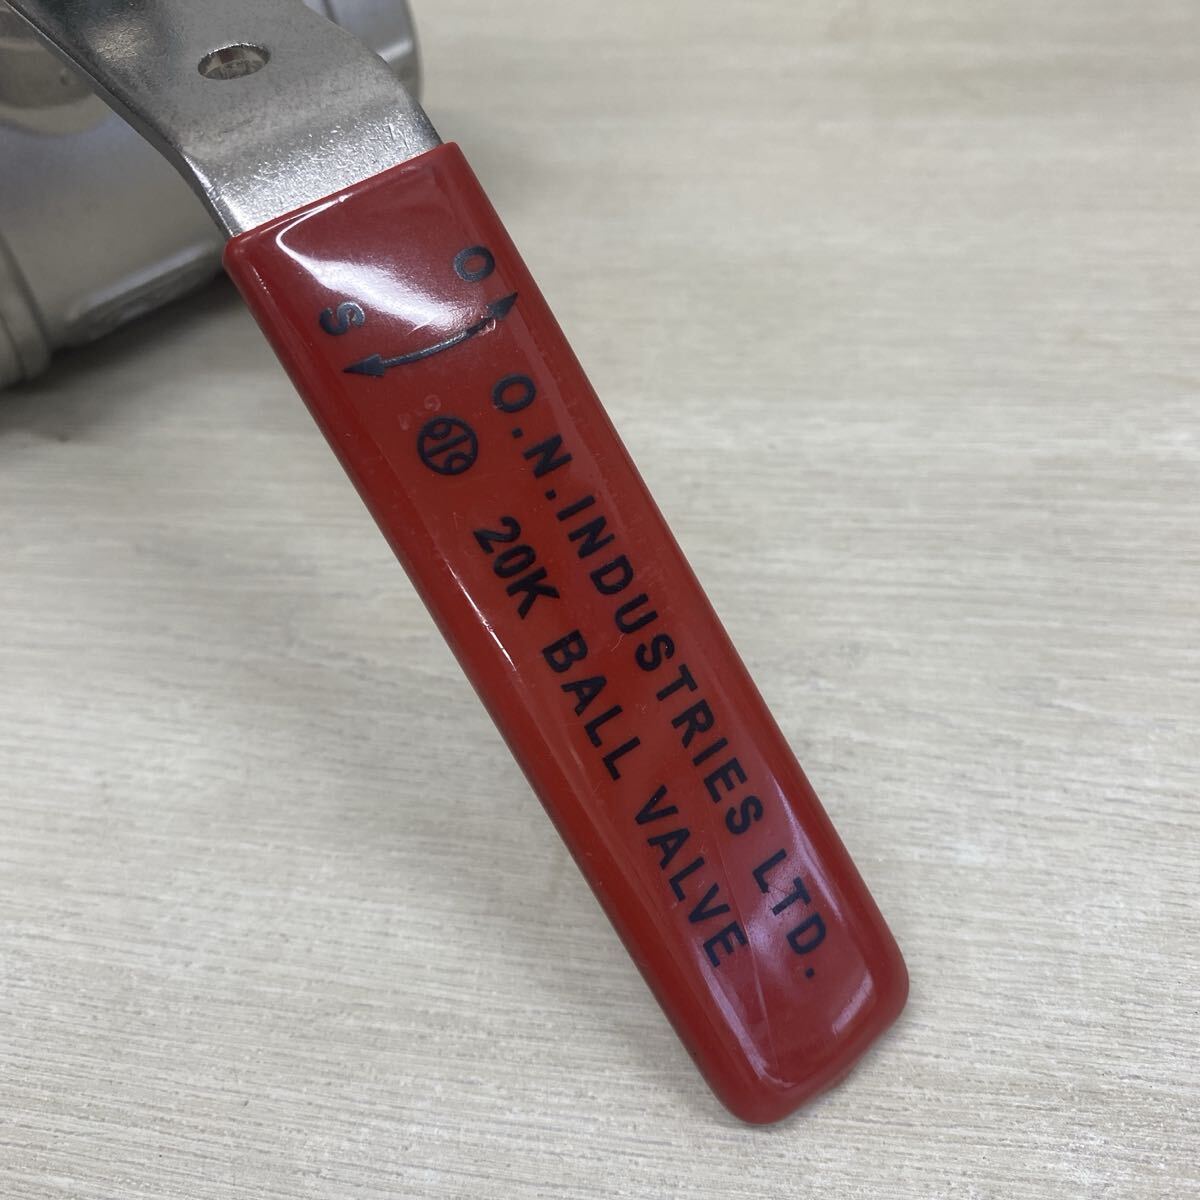 O
S
O.N.INDUSTRIES LTD.
20K BALL VALVE